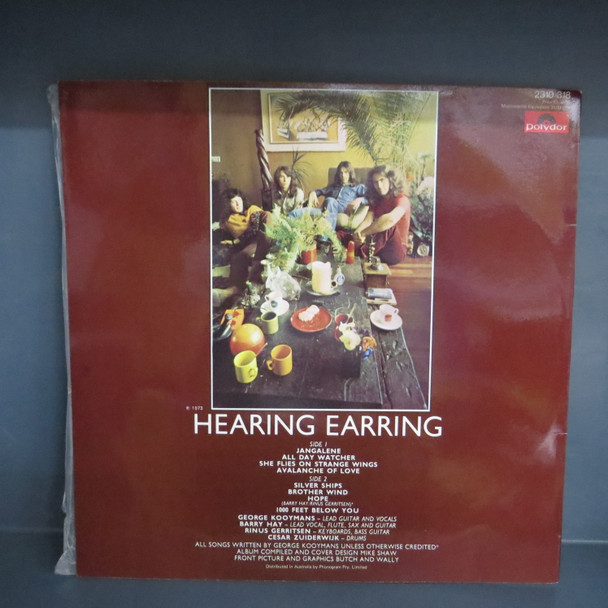 polydor
℗ 1973
HEARING EARRING
SIDE 1
JANGALENE
ALL DAY WATCHER
SHE FLIES ON STRANGE WINGS
AVALANCHE OF LOVE
SIDE 2
SILVER SHIPS
BROTHER WIND
HOPE
(BARRY HAY/RINUS GERRITSEN)*
1000 FEET BELOW YOU
GEORGE KOOYMANS – LEAD GUITAR AND VOCALS
BARRY HAY – LEAD VOCAL, FLUTE, SAX AND GUITAR
RINUS GERRITSEN – KEYBOARDS, BASS GUITAR
CESAR ZUIDERWIJK – DRUMS
ALL SONGS WRITTEN BY GEORGE KOOYMANS UNLESS OTHERWISE CREDITED*
ALBUM COMPILED AND COVER DESIGN MIKE SHAW
FRONT PICTURE AND GRAPHICS BUTCH AND WALLY
Distributed in Australia by Phonogram Pty. Limited